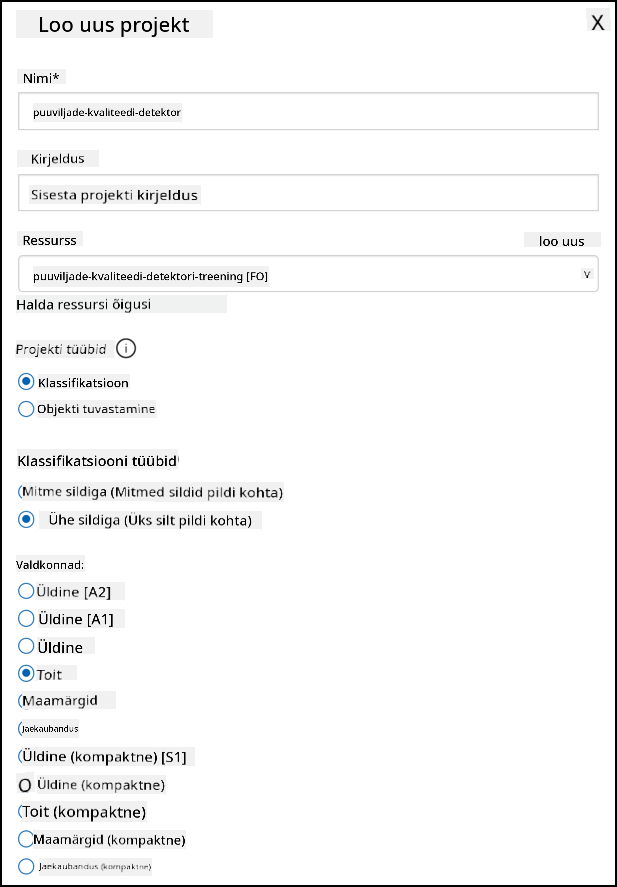 Loo uus projekt
X
Nimi*
puuviljade-kvaliteedi-detektor
Kirjeldus
Sisesta projekti kirjeldus
Ressurss
loo uus
puuviljade-kvaliteedi-detektori-treening [FO]
Halda ressursi õigusi
Projekti tüübid
Klassifikatsioon
Objekti tuvastamine
Klassifikatsiooni tüübid
Mitme sildiga (Mitmed sildid pildi kohta)
Ühe sildiga (Üks silt pildi kohta)
Valdkonnad:
Üldine [A2]
Üldine [A1]
Üldine
Toit
Maamärgid
Jaekaubandus
Üldine (kompaktne) [S1]
Üldine (kompaktne)
Toit (kompaktne)
Maamärgid (kompaktne)
Jaekaubandus (kompaktne)